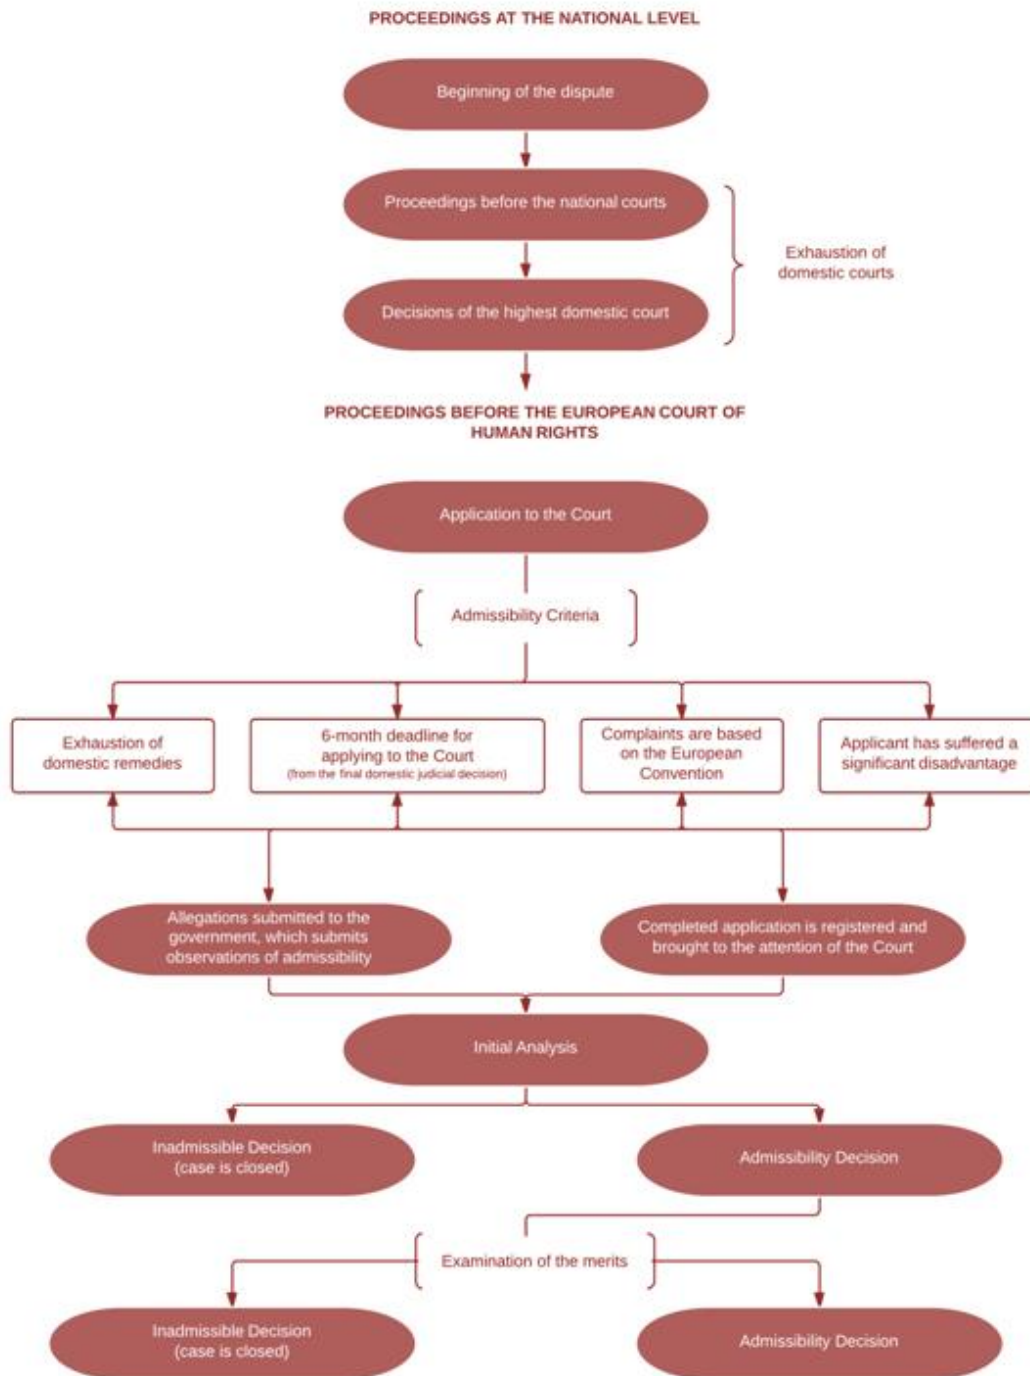 PROCEEDINGS AT THE NATIONAL LEVEL
Beginning of the dispute
Proceedings before the national courts
Exhaustion of
domestic courts
Decisions of the highest domestic court
PROCEEDINGS BEFORE THE EUROPEAN COURT OF
HUMAN RIGHTS
Application to the Court
Admissibility Criteria
Exhaustion of
domestic remedies
6-month deadline for
applying to the Court
(from the final domestic judicial decision)
Complaints are based
on the European
Convention
Applicant has suffered a
significant disadvantage
Allegations submitted to the
government, which submits
observations of admissibility
Completed application is registered and
brought to the attention of the Court
Initial Analysis
Inadmissible Decision
(case is closed)
Admissibility Decision
Examination of the merits
Inadmissible Decision
(case is closed)
Admissibility Decision